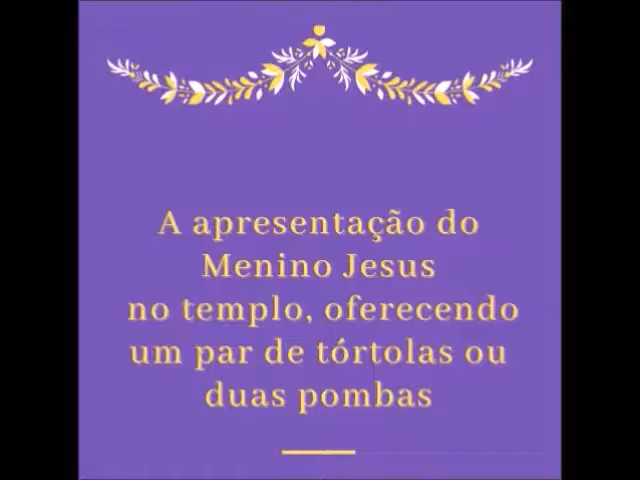 A apresentação do
Menino Jesus
no templo, oferecendo
um par de tórtolas ou
duas pombas